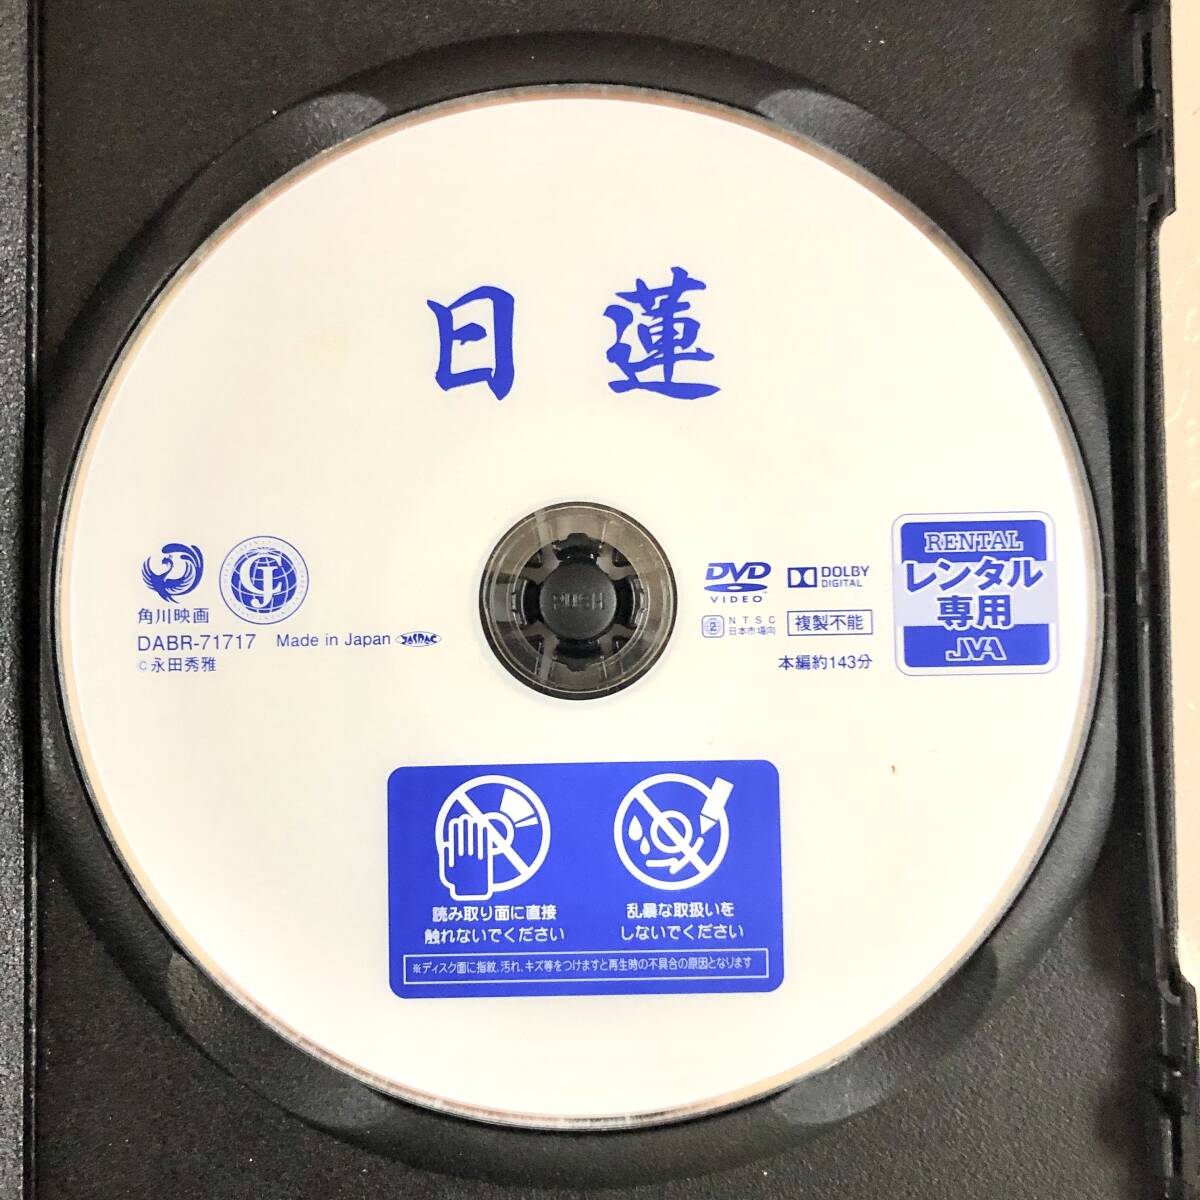 日蓮
角川映画
DABR-71717 Made in Japan JASRAC
©永田秀雅
PUSH
DVD
VIDEO
DOLBY
DIGITAL
2
NTSC
日本市場向
複製不能
本編約143分
RENTAL
レンタル
専用
JVA
読み取り面に直接
触れないでください
乱暴な取扱いを
しないでください
※ディスク面に指紋、汚れ、キズ等をつけますと再生時の不具合の原因となります